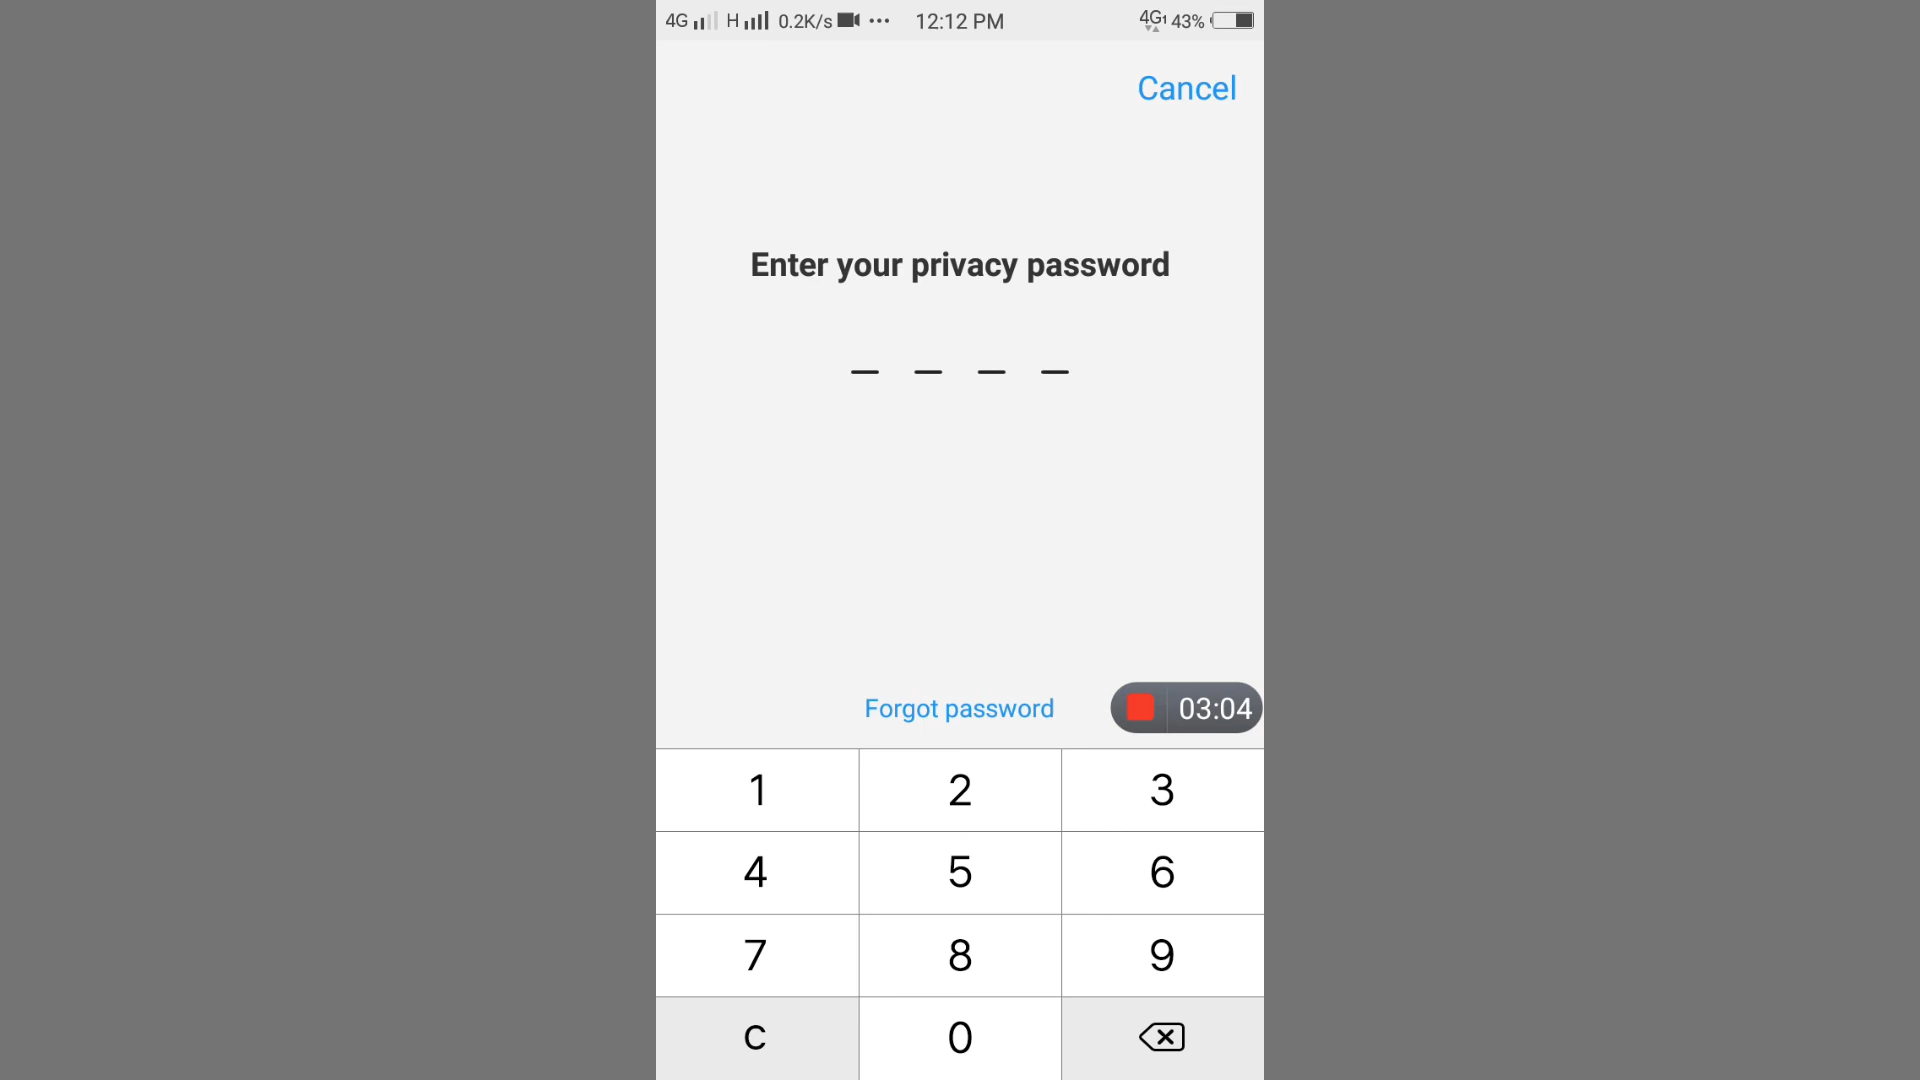 4G H 0.2K/s ••• 12:12 PM 4G1 43%
Cancel
Enter your privacy password
Forgot password 03:04
1 2 3
4 5 6
7 8 9
C 0